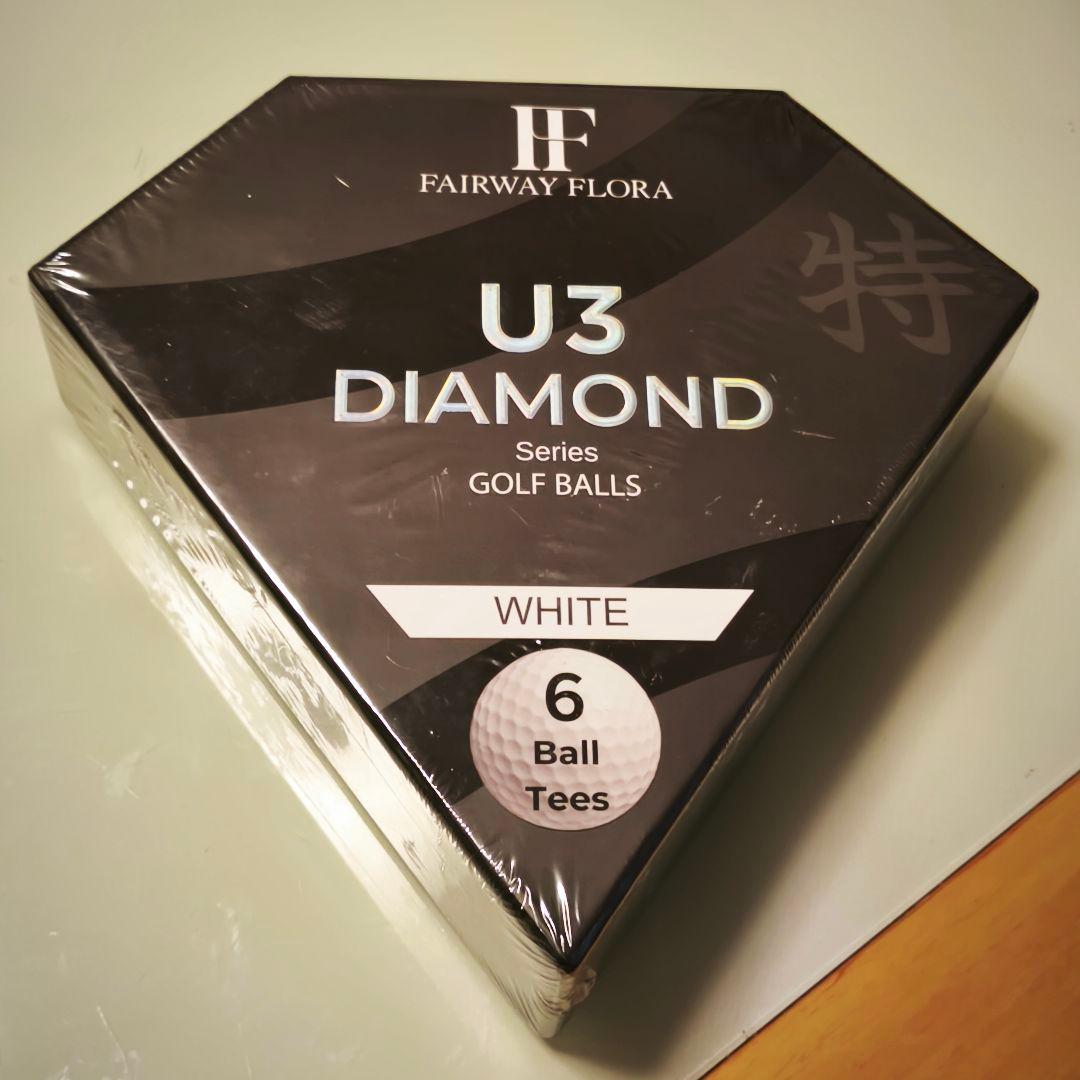 FF
FAIRWAY FLORA
特
U3
DIAMOND
Series
GOLF BALLS
WHITE
6
Ball
Tees